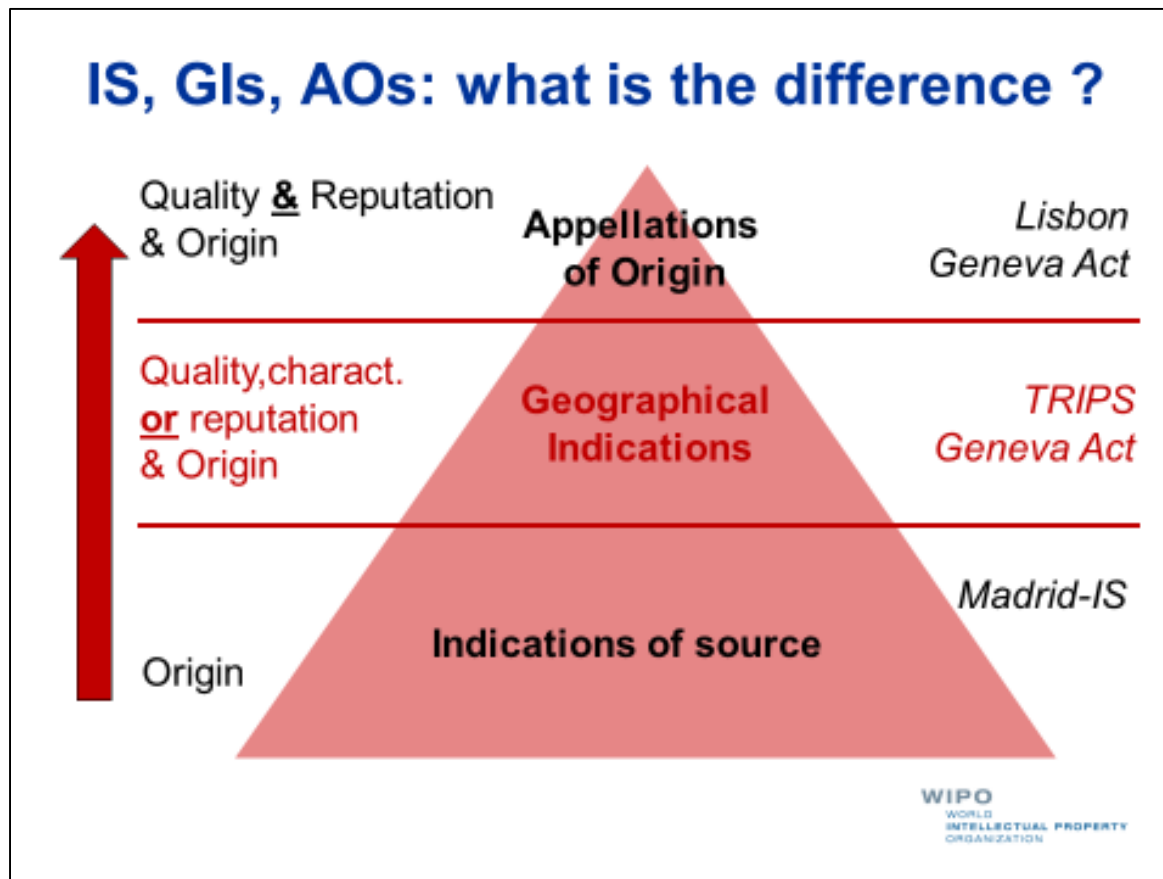 IS, GIs, AOs: what is the difference ?
Quality & Reputation
& Origin
Appellations
of Origin
Lisbon
Geneva Act
Quality,charact.
or reputation
& Origin
Geographical
Indications
TRIPS
Geneva Act
Madrid-IS
Indications of source
Origin
WIPO
WORLD
INTELLECTUAL PROPERTY
ORGANIZATION